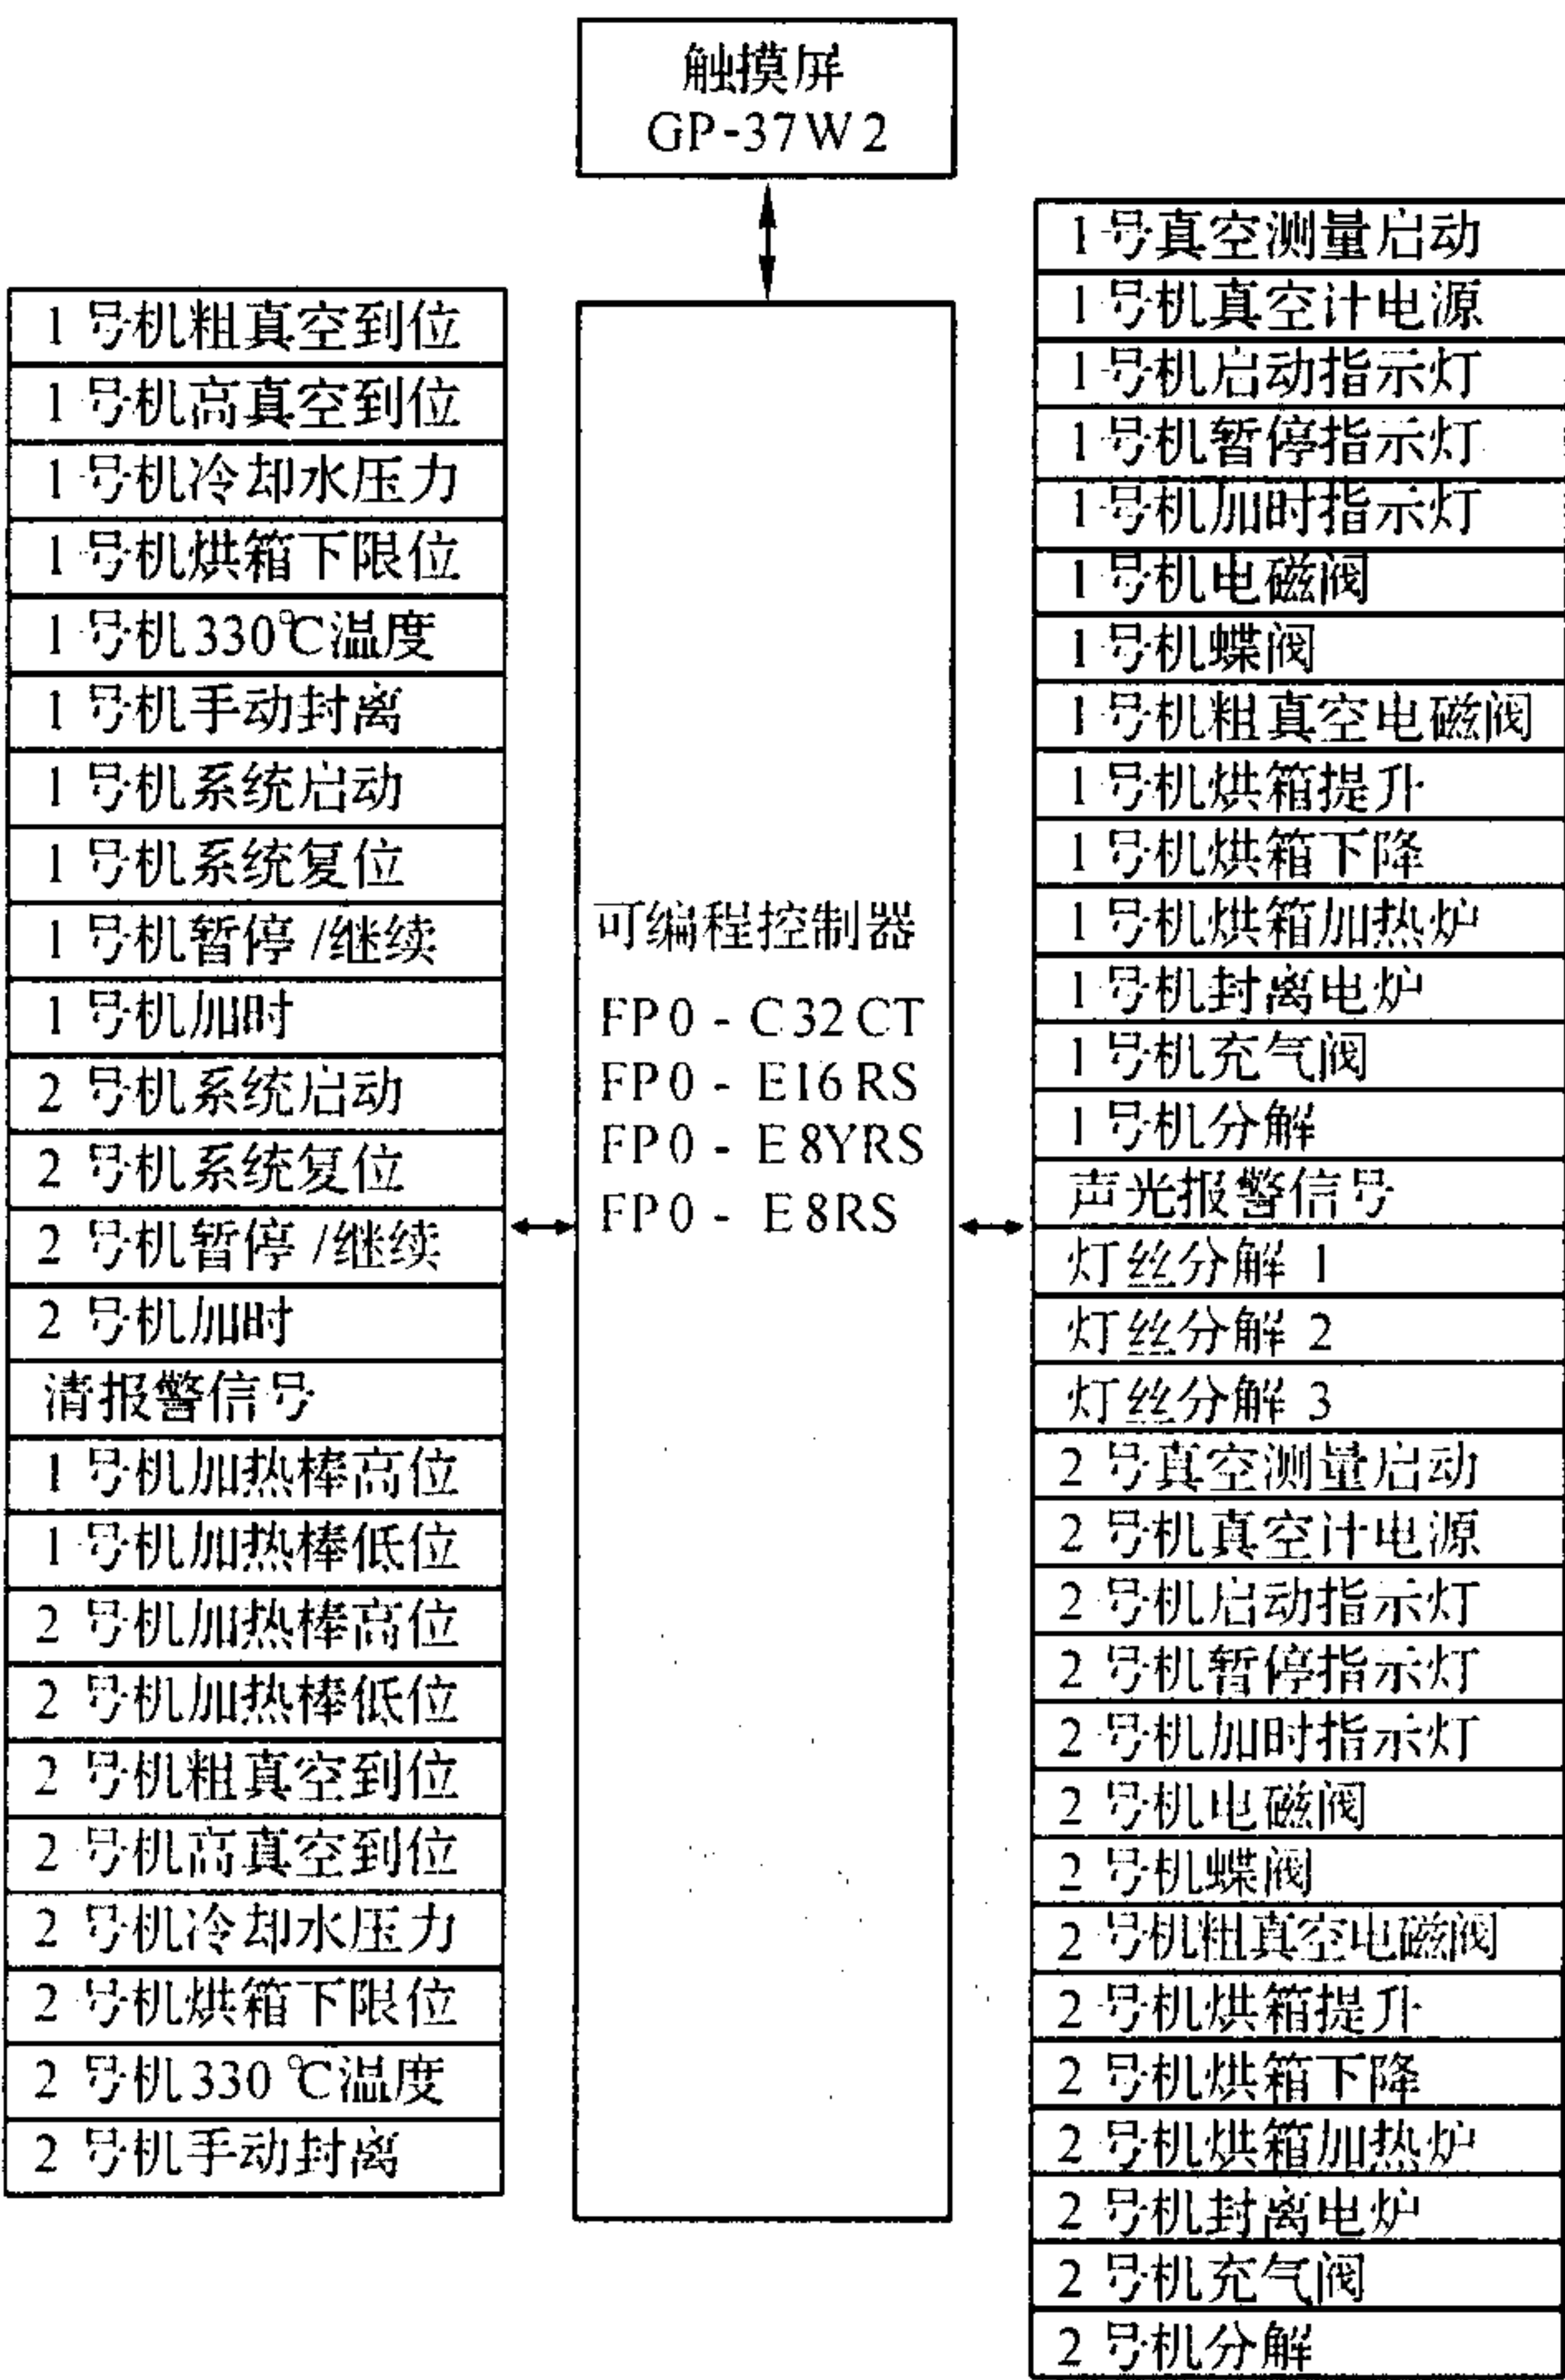 触摸屏
GP-37W2
1号机粗真空到位
1号机高真空到位
1号机冷却水压力
1号机烘箱下限位
1号机330℃温度
1号机手动封离
1号机系统启动
1号机系统复位
1号机暂停/继续
1号机加时
2号机系统启动
2号机系统复位
2号机暂停/继续
2号机加时
清报警信号
1号机加热棒高位
1号机加热棒低位
2号机加热棒高位
2号机加热棒低位
2号机粗真空到位
2号机高真空到位
2号机冷却水压力
2号机烘箱下限位
2号机330℃温度
2号机手动封离
可编程控制器
FP0-C32CT
FP0-E16RS
FP0-E8YRS
FP0-E8RS
1号真空测量启动
1号机真空计电源
1号机启动指示灯
1号机暂停指示灯
1号机加时指示灯
1号机电磁阀
1号机蝶阀
1号机粗真空电磁阀
1号机烘箱提升
1号机烘箱下降
1号机烘箱加热炉
1号机封离电炉
1号机充气阀
1号机分解
声光报警信号
灯丝分解1
灯丝分解2
灯丝分解3
2号真空测量启动
2号机真空计电源
2号机启动指示灯
2号机暂停指示灯
2号机加时指示灯
2号机电磁阀
2号机蝶阀
2号机粗真空电磁阀
2号机烘箱提升
2号机烘箱下降
2号机烘箱加热炉
2号机封离电炉
2号机充气阀
2号机分解